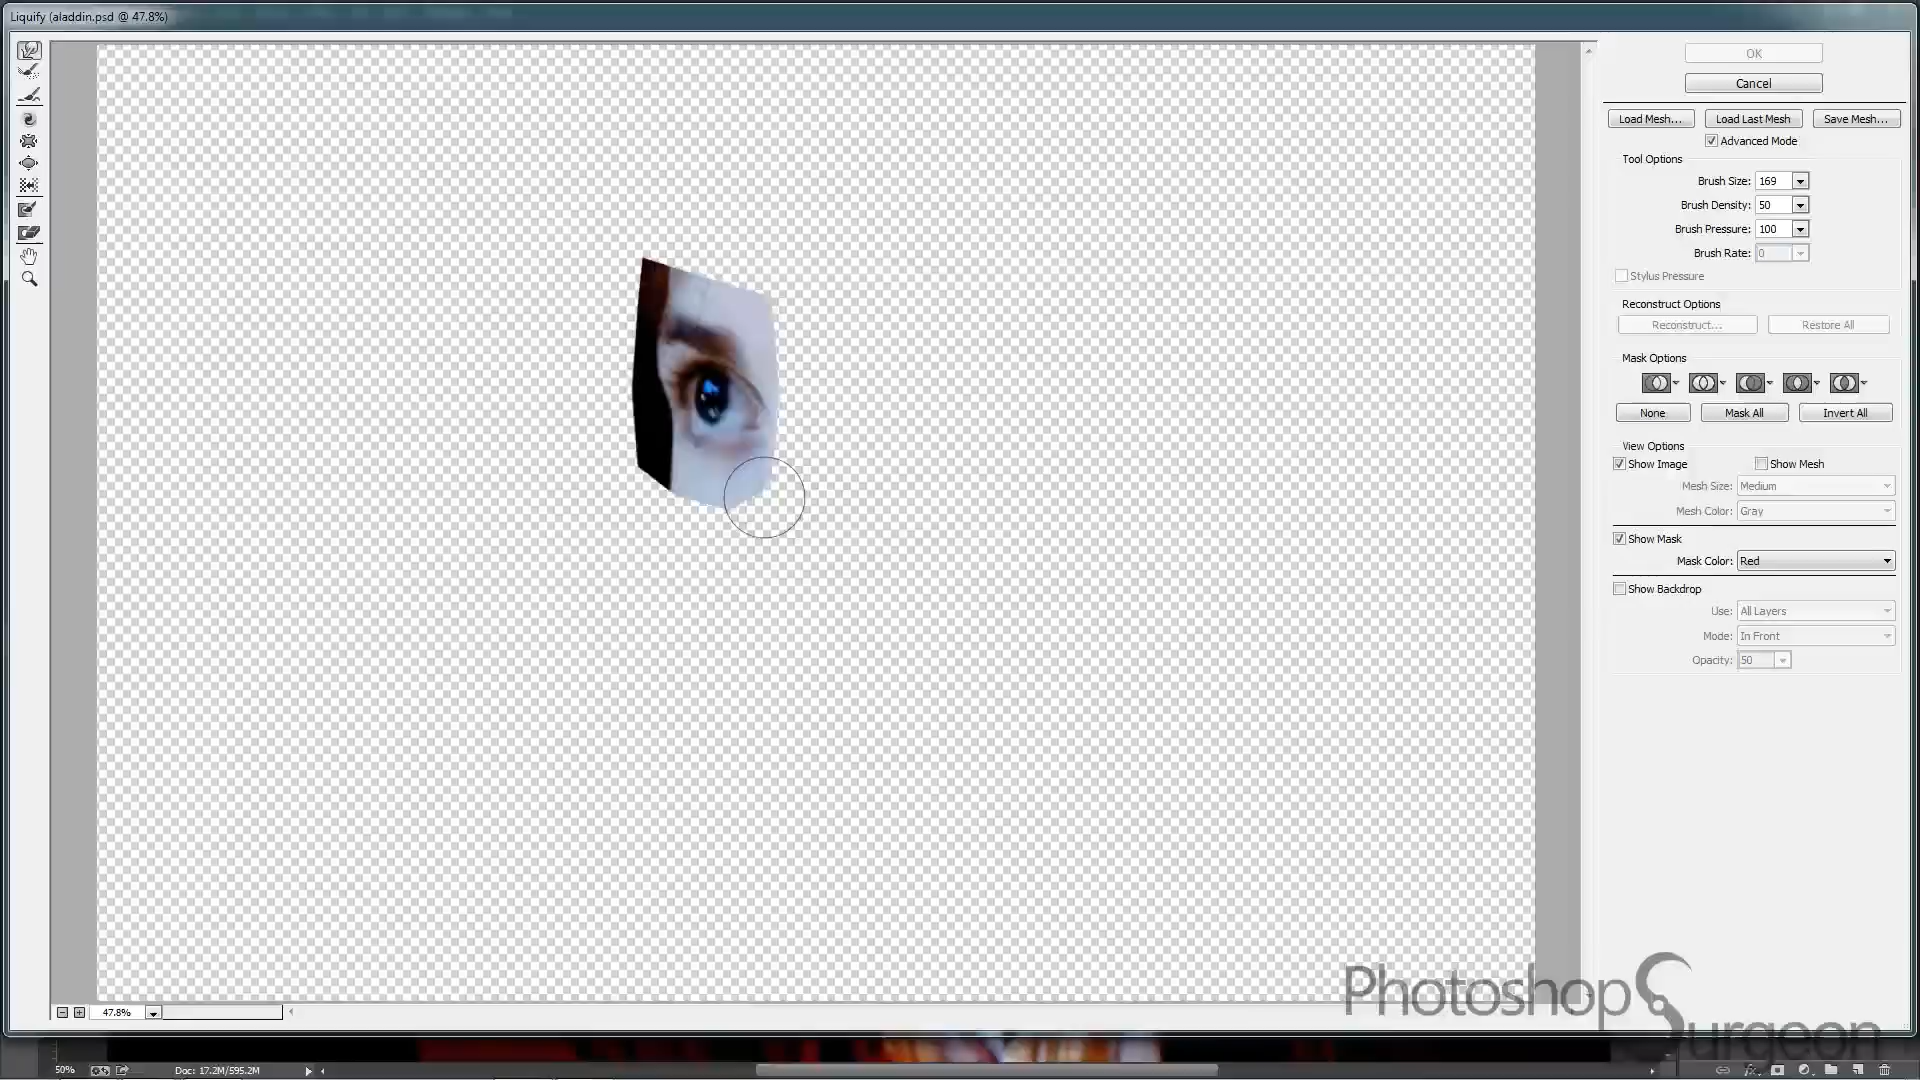 Liquify (aladdin.psd @ 47.8%)
OK
Cancel
Load Mesh... Load Last Mesh Save Mesh...
Advanced Mode
Tool Options
Brush Size: 169
Brush Density: 50
Brush Pressure: 100
Brush Rate: 0
Stylus Pressure
Reconstruct Options
Reconstruct... Restore All
Mask Options
None Mask All Invert All
View Options
Show Image Show Mesh
Mesh Size: Medium
Mesh Color: Gray
Show Mask
Mask Color: Red
Show Backdrop
Use: All Layers
Mode: In Front
Opacity: 50
Photoshop
Surgeon
47.8%
50% Doc: 17.2M/595.2M